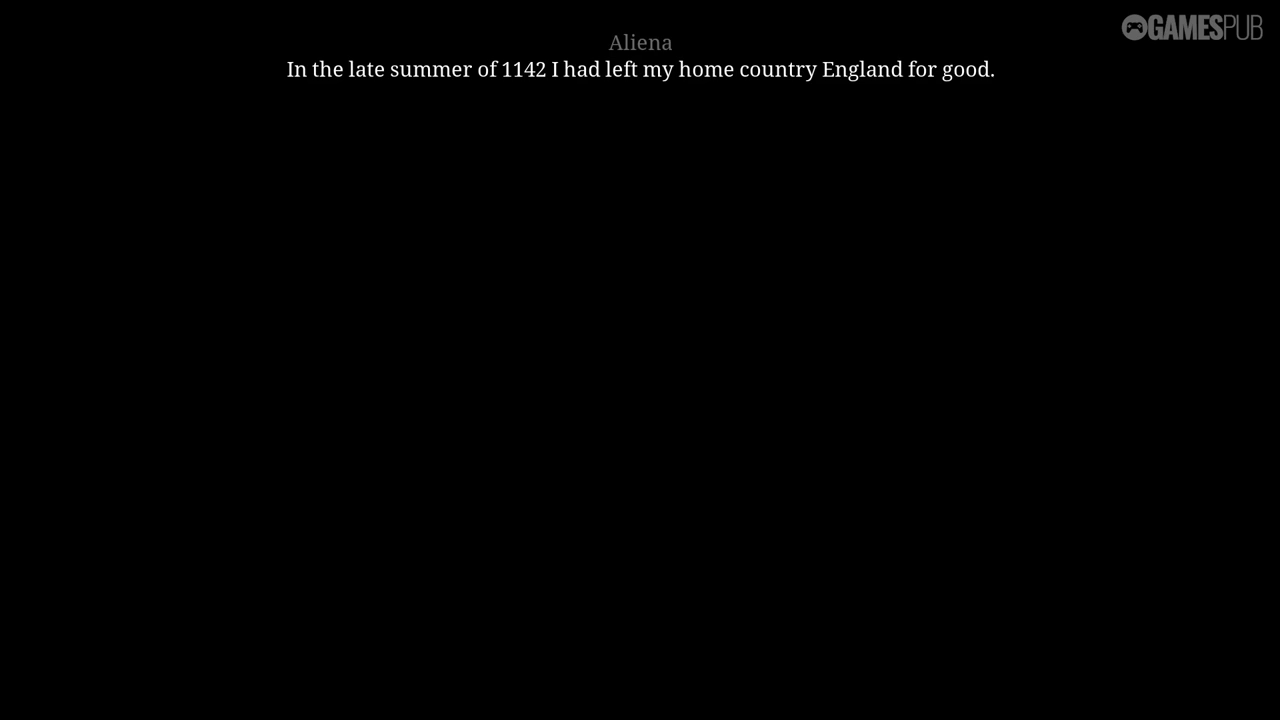 GAMESPUB
Aliena
In the late summer of 1142 I had left my home country England for good.